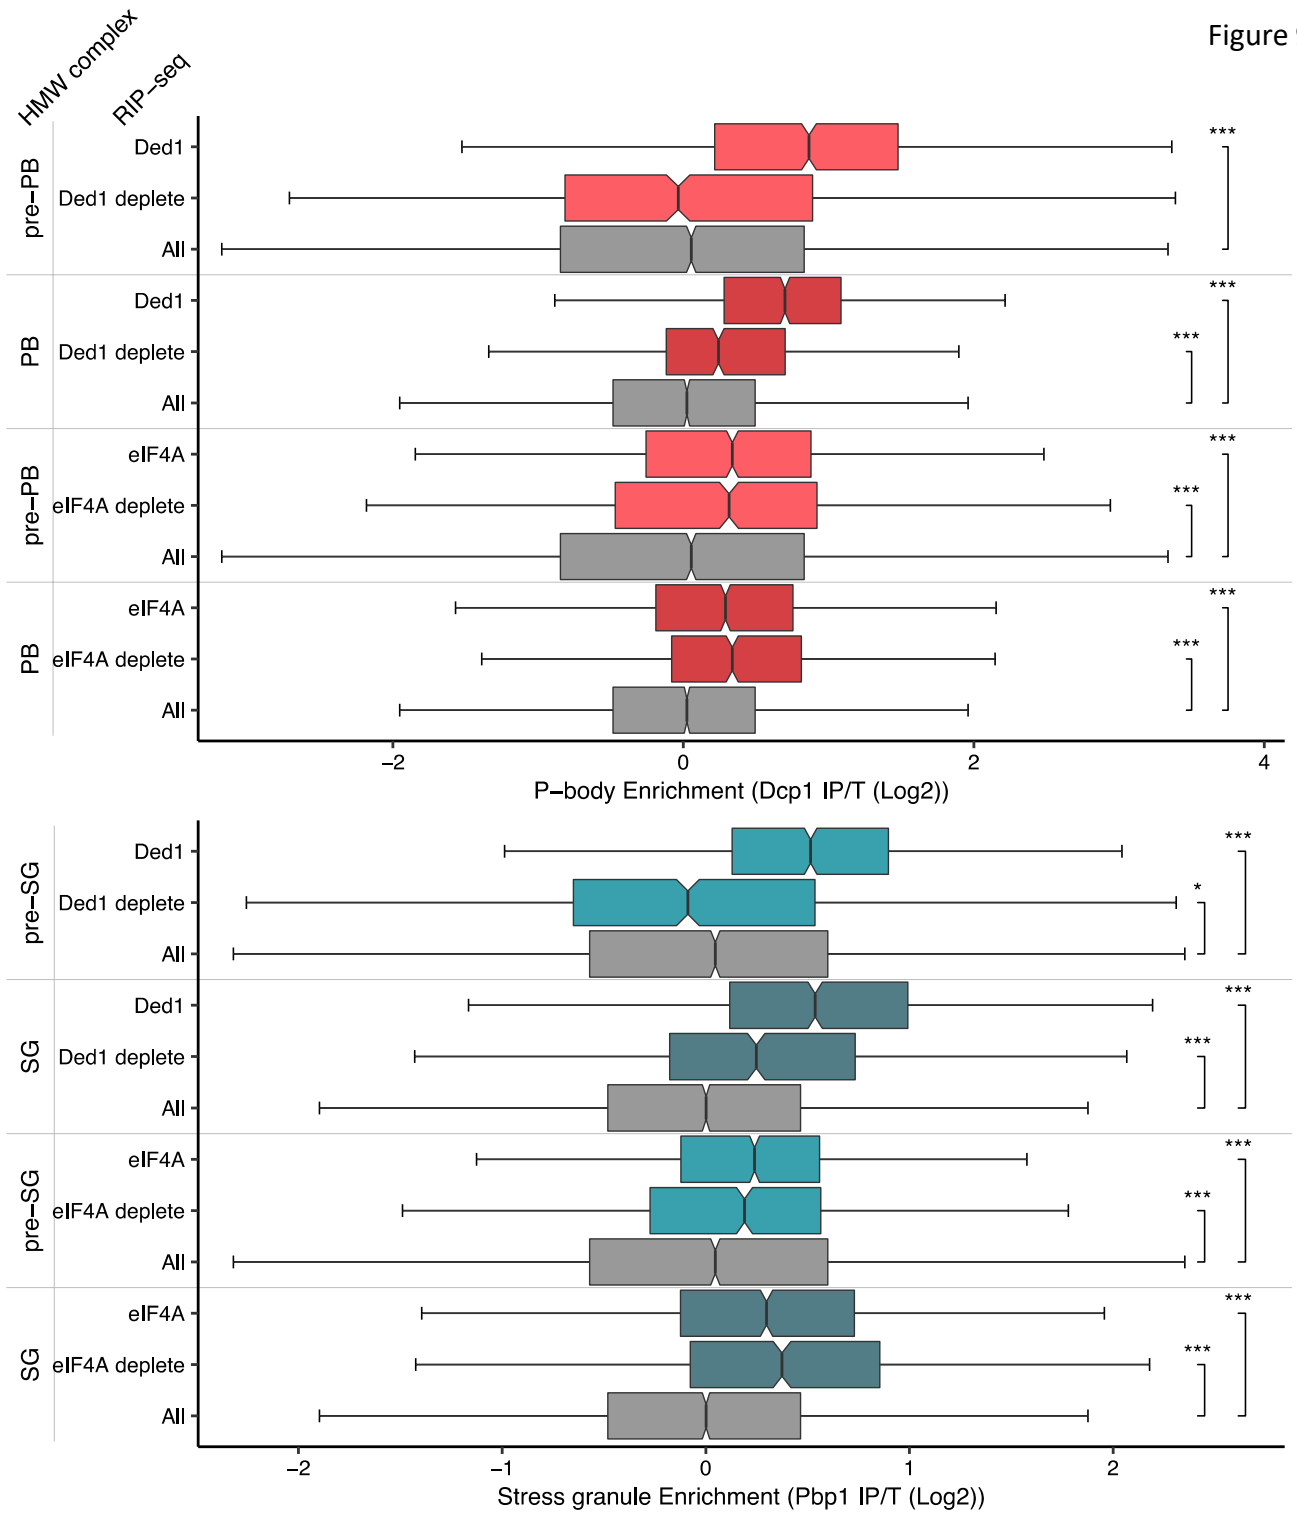 Figure 9
HMW complex
RIP−seq
pre−PB
Ded1
***
Ded1 deplete
All
PB
Ded1
***
Ded1 deplete
***
All
pre−PB
eIF4A
***
eIF4A deplete
***
All
PB
eIF4A
***
eIF4A deplete
***
All
−2 0 2 4
P−body Enrichment (Dcp1 IP/T (Log2))
pre−SG
Ded1
***
Ded1 deplete
*
All
SG
Ded1
***
Ded1 deplete
***
All
pre−SG
eIF4A
***
eIF4A deplete
***
All
SG
eIF4A
***
eIF4A deplete
***
All
−2 −1 0 1 2
Stress granule Enrichment (Pbp1 IP/T (Log2))